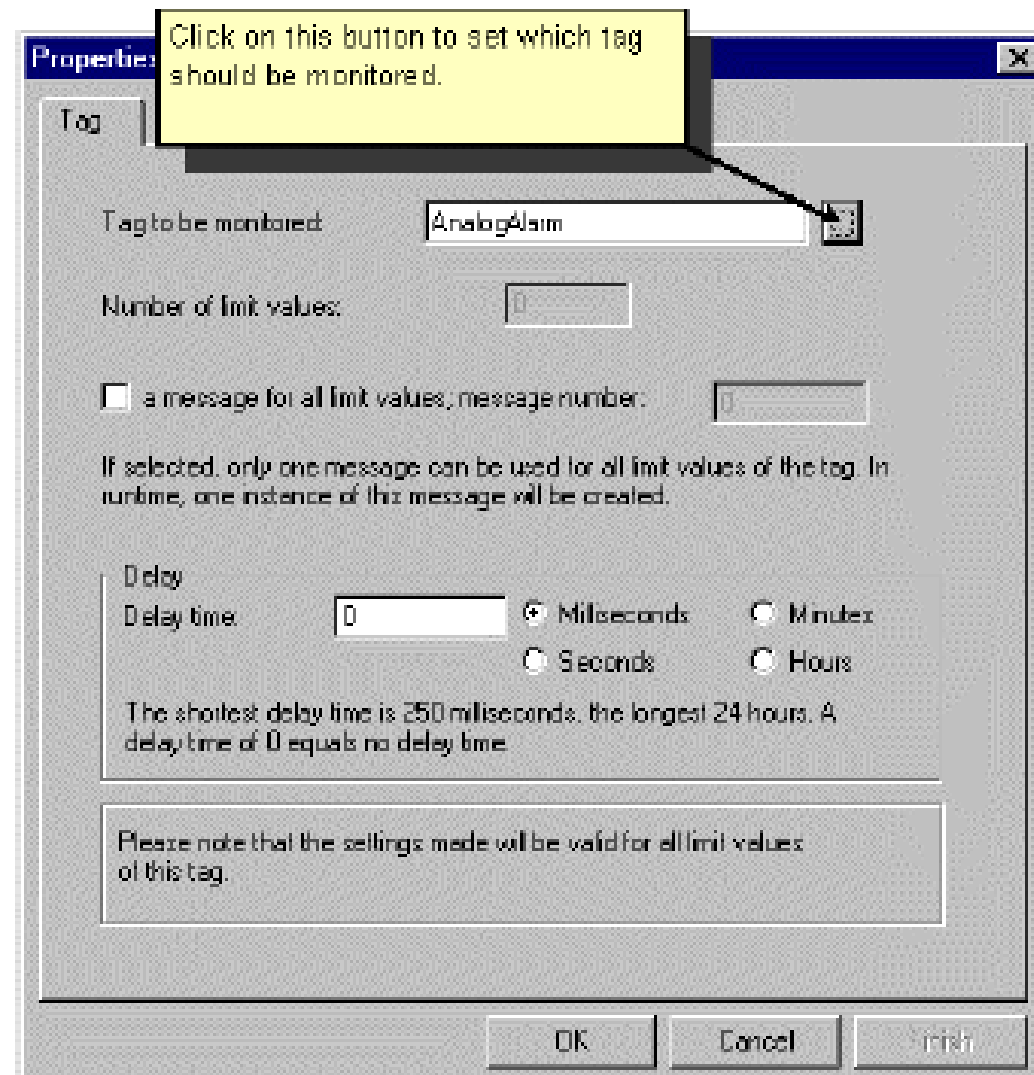 Click on this button to set which tag
should be monitored.
Properties
Tag
Tag to be monitored:
AnalogAlarm
Number of limit values:
0
a message for all limit values, message number:
0
If selected, only one message can be used for all limit values of the tag. In
runtime, one instance of this message will be created.
Delay
Delay time:
0
Milliseconds
Minutes
Seconds
Hours
The shortest delay time is 250 milliseconds, the longest 24 hours. A
delay time of 0 equals no delay time.
Please note that the settings made will be valid for all limit values
of this tag.
OK
Cancel
Finish